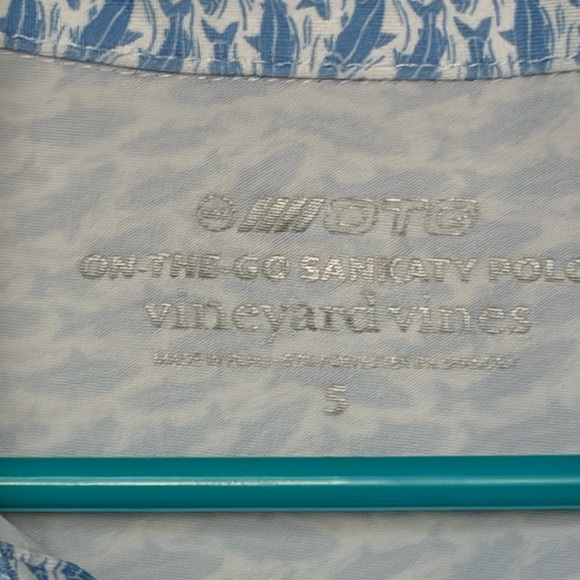 OTG
ON-THE-GO SANKATY POLO
vineyard vines
S